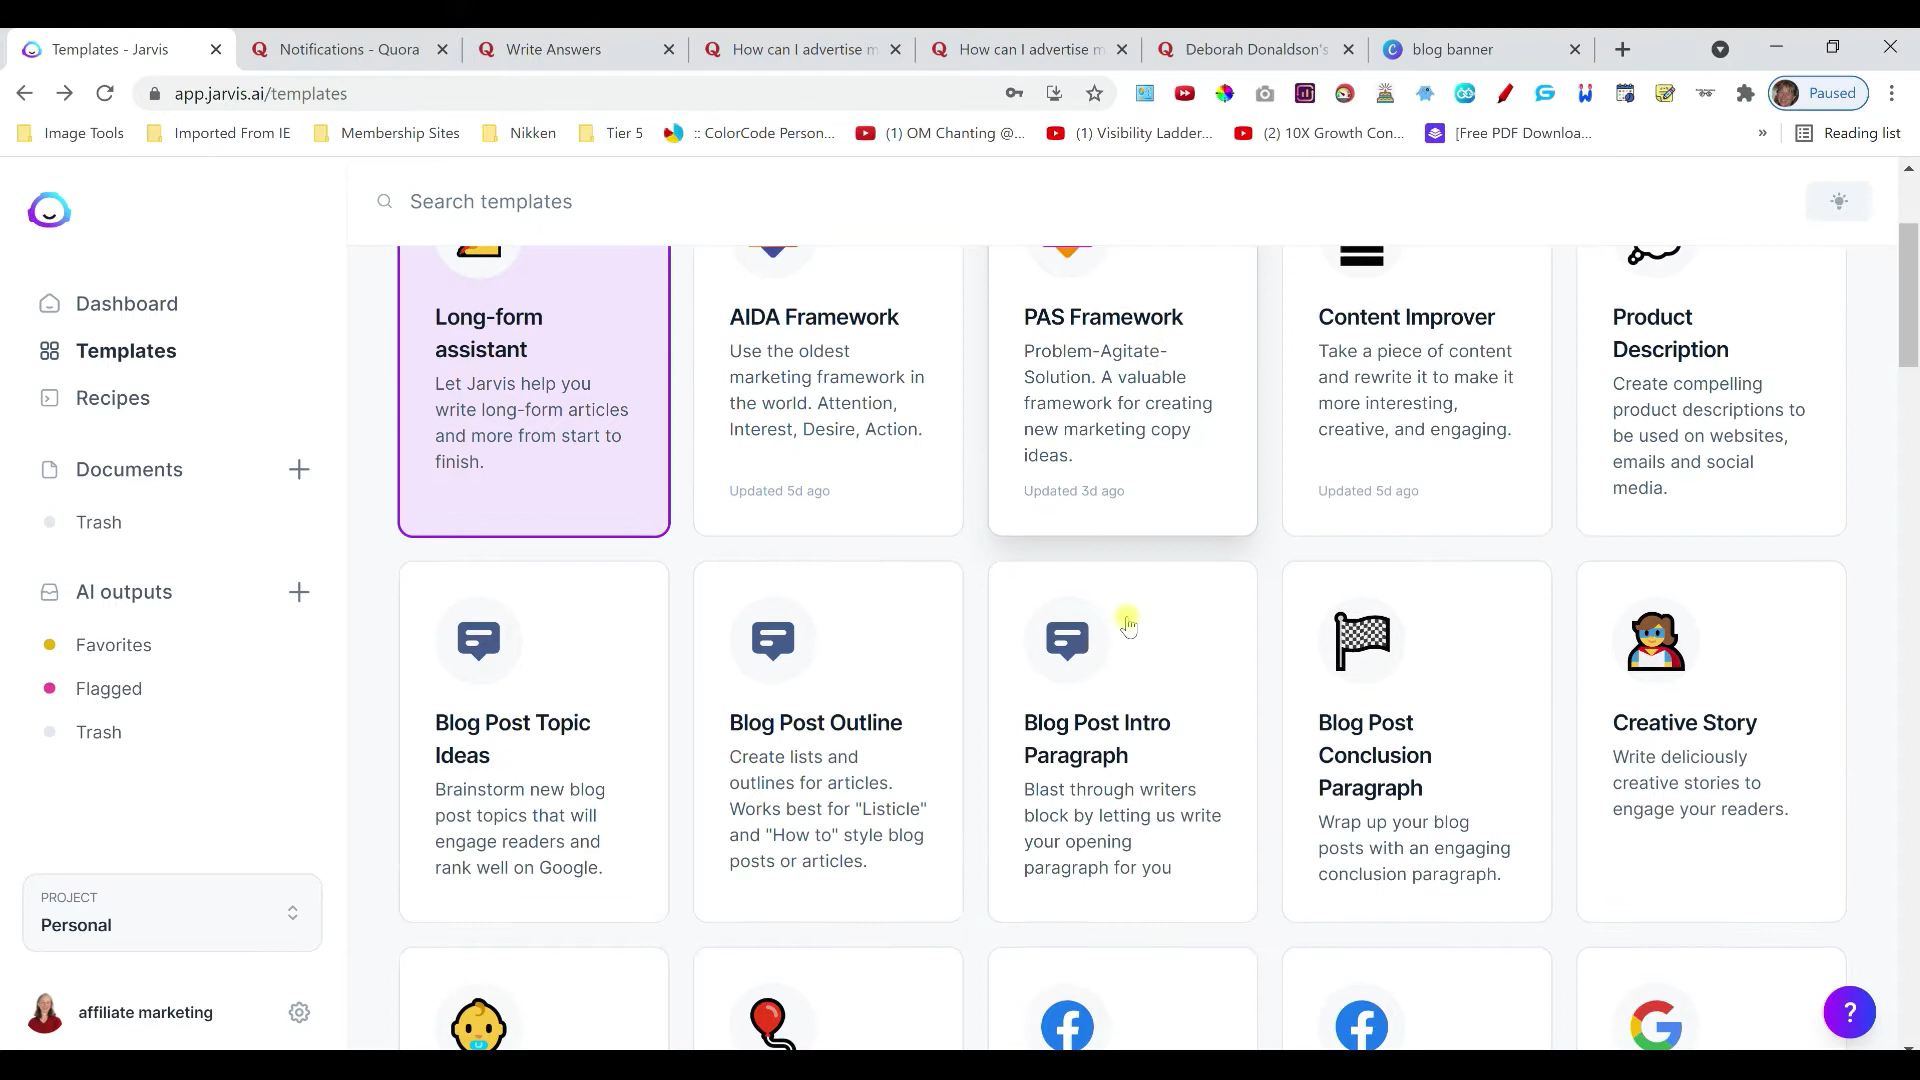 Templates - Jarvis
Notifications - Quora
Write Answers
How can I advertise m
How can I advertise m
Deborah Donaldson's
blog banner
app.jarvis.ai/templates
Paused
Image Tools
Imported From IE
Membership Sites
Nikken
Tier 5
:: ColorCode Person...
(1) OM Chanting @...
(1) Visibility Ladder...
(2) 10X Growth Con...
[Free PDF Downloa...
»
Reading list
Search templates
Dashboard
Templates
Recipes
Documents
Trash
AI outputs
Favorites
Flagged
Trash
PROJECT
Personal
affiliate marketing
Long-form
assistant
Let Jarvis help you
write long-form articles
and more from start to
finish.
AIDA Framework
Use the oldest
marketing framework in
the world. Attention,
Interest, Desire, Action.
Updated 5d ago
PAS Framework
Problem-Agitate-
Solution. A valuable
framework for creating
new marketing copy
ideas.
Updated 3d ago
Content Improver
Take a piece of content
and rewrite it to make it
more interesting,
creative, and engaging.
Updated 5d ago
Product
Description
Create compelling
product descriptions to
be used on websites,
emails and social
media.
Blog Post Topic
Ideas
Brainstorm new blog
post topics that will
engage readers and
rank well on Google.
Blog Post Outline
Create lists and
outlines for articles.
Works best for "Listicle"
and "How to" style blog
posts or articles.
Blog Post Intro
Paragraph
Blast through writers
block by letting us write
your opening
paragraph for you
Blog Post
Conclusion
Paragraph
Wrap up your blog
posts with an engaging
conclusion paragraph.
Creative Story
Write deliciously
creative stories to
engage your readers.
?